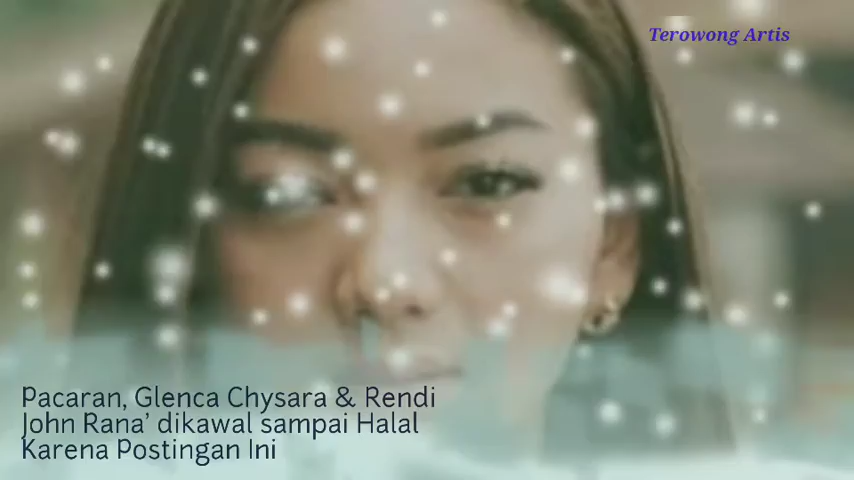 Terowong Artis
Pacaran, Glenca Chysara & Rendi
John Rana’ dikawal sampai Halal
Karena Postingan Ini